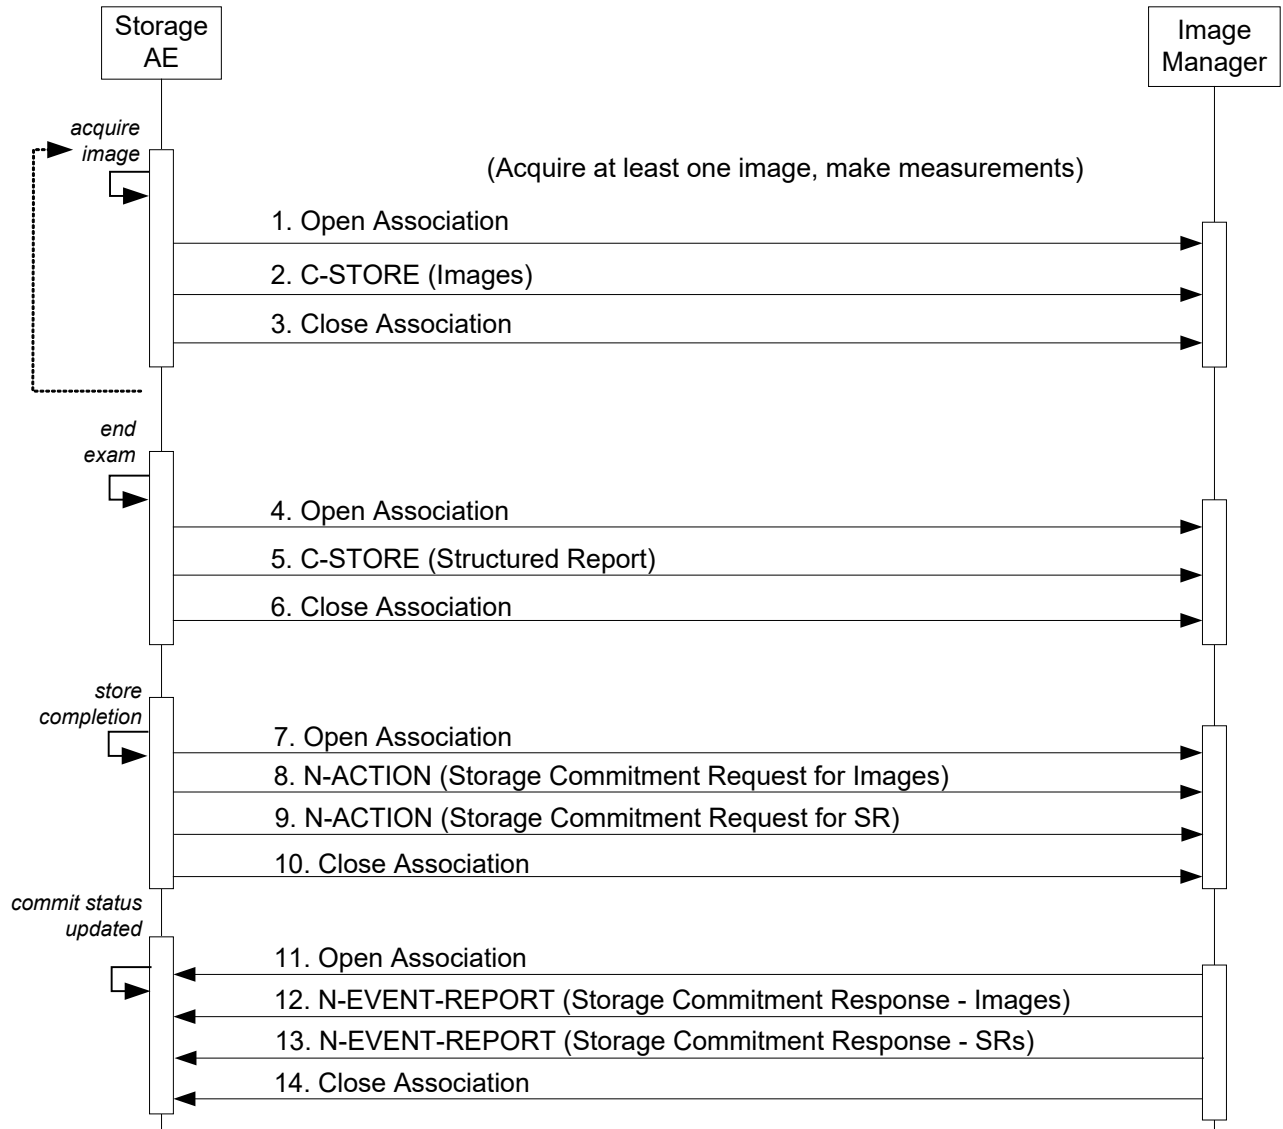 Storage
AE
Image
Manager
acquire
image
(Acquire at least one image, make measurements)
1. Open Association
2. C-STORE (Images)
3. Close Association
end
exam
4. Open Association
5. C-STORE (Structured Report)
6. Close Association
store
completion
7. Open Association
8. N-ACTION (Storage Commitment Request for Images)
9. N-ACTION (Storage Commitment Request for SR)
10. Close Association
commit status
updated
11. Open Association
12. N-EVENT-REPORT (Storage Commitment Response - Images)
13. N-EVENT-REPORT (Storage Commitment Response - SRs)
14. Close Association